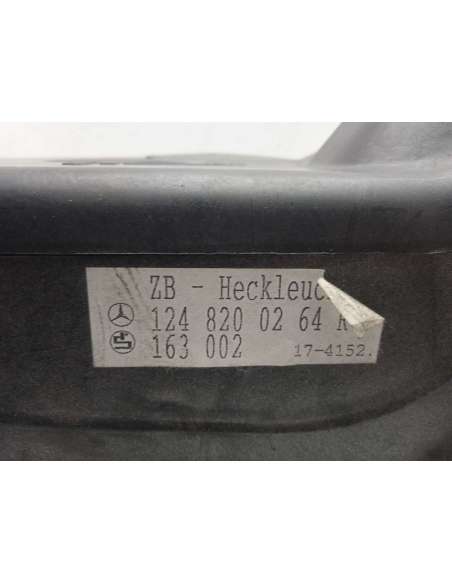 ZB - Heckleuc
124 820 02 64 R
163 002 17-4152.